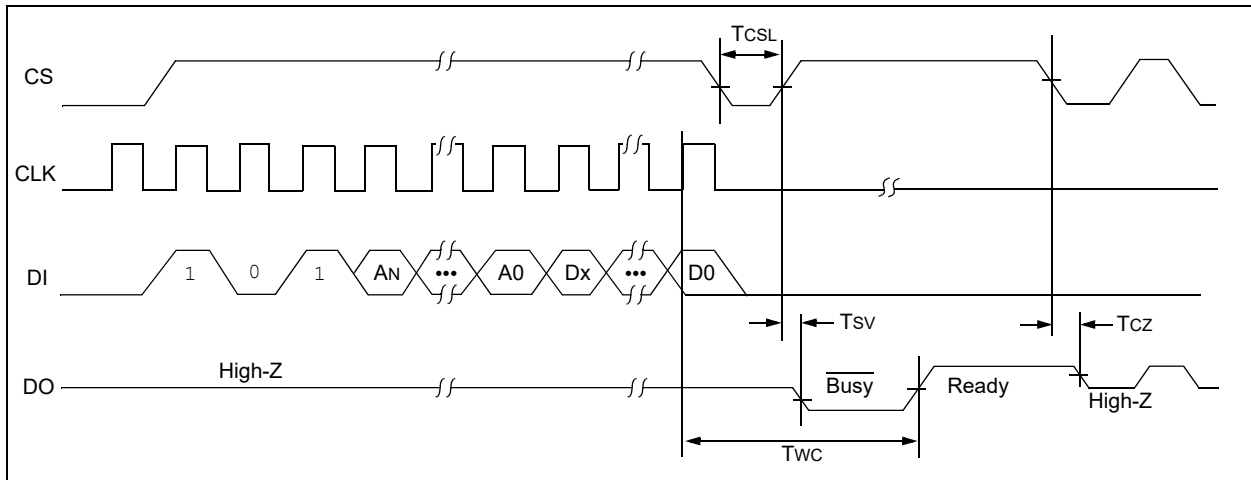 TCSL
CS
CLK
DI
1 0 1 AN ••• A0 Dx ••• D0
TSV
TCZ
High-Z
DO
Busy
Ready
High-Z
TWC